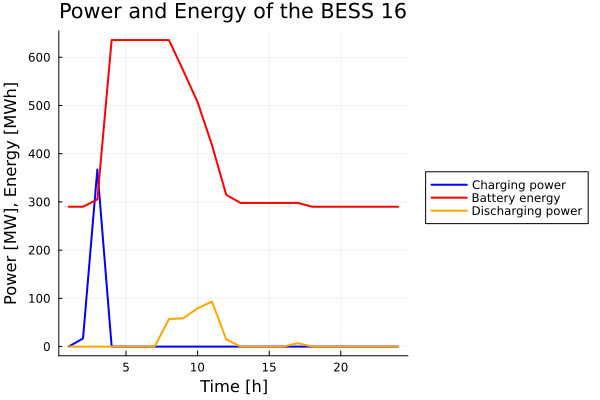 Power and Energy of the BESS 16
Power [MW], Energy [MWh]
600
500
400
300
200
100
0
5
10
15
20
Time [h]
Charging power
Battery energy
Discharging power